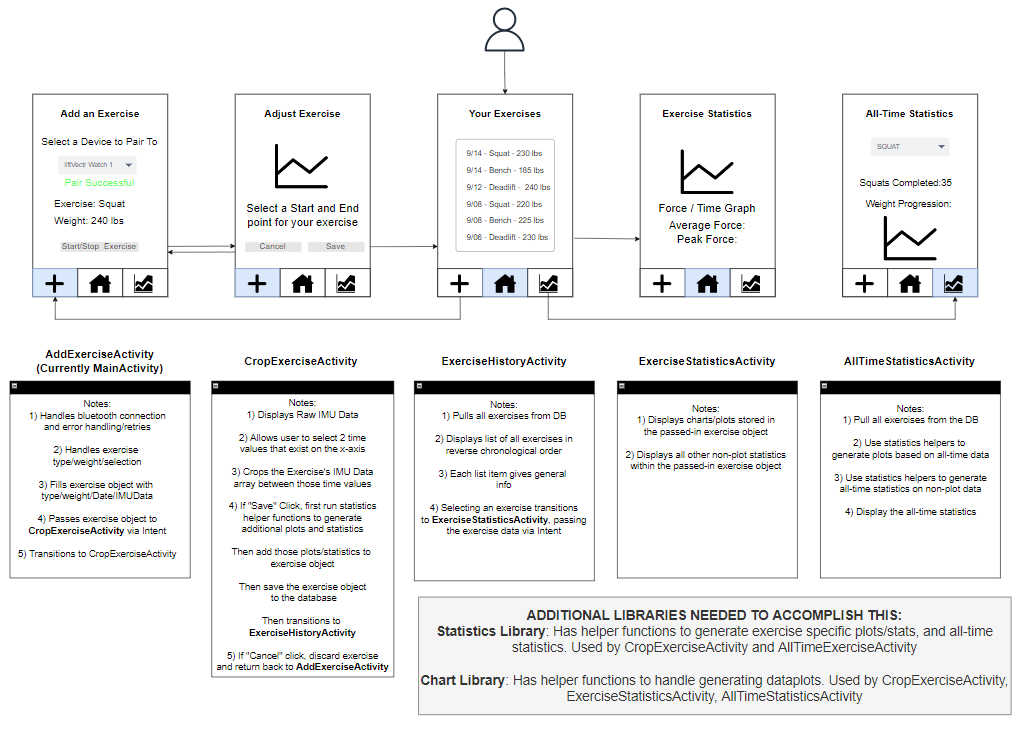 Add an Exercise
Select a Device to Pair To
liftVectr Watch 1
Pair Successful
Exercise: Squat
Weight: 240 lbs
Start/Stop Exercise
Adjust Exercise
Select a Start and End
point for your exercise
Cancel
Save
Your Exercises
9/14 - Squat - 230 lbs
9/14 - Bench - 185 lbs
9/12 - Deadlift - 240 lbs
9/08 - Squat - 220 lbs
9/08 - Bench - 225 lbs
9/06 - Deadlift - 230 lbs
Exercise Statistics
Force / Time Graph
Average Force:
Peak Force:
All-Time Statistics
SQUAT
Squats Completed:35
Weight Progression:
AddExerciseActivity
(Currently MainActivity)
Notes:
1) Handles bluetooth connection
and error handling/retries
2) Handles exercise
type/weight/selection
3) Fills exercise object with
type/weight/Date/IMUData
4) Passes exercise object to
CropExerciseActivity via Intent
5) Transitions to CropExerciseActivity
CropExerciseActivity
Notes:
1) Displays Raw IMU Data
2) Allows user to select 2 time
values that exist on the x-axis
3) Crops the Exercise's IMU Data
array between those time values
4) If "Save" Click, first run statistics
helper functions to generate
additional plots and statistics
Then add those plots/statistics to
exercise object
Then save the exercise object
to the database
Then transitions to
ExerciseHistoryActivity
5) If "Cancel" click, discard exercise
and return back to AddExerciseActivity
ExerciseHistoryActivity
Notes:
1) Pulls all exercises from DB
2) Displays list of all exercises in
reverse chronological order
3) Each list item gives general
info
4) Selecting an exercise transitions
to ExerciseStatisticsActivity, passing
the exercise data via Intent
ExerciseStatisticsActivity
Notes:
1) Displays charts/plots stored in
the passed-in exercise object
2) Displays all other non-plot statistics
within the passed-in exercise object
AllTimeStatisticsActivity
Notes:
1) Pull all exercises from the DB
2) Use statistics helpers to
generate plots based on all-time data
3) Use statistics helpers to generate
all-time statistics on non-plot data
4) Display the all-time statistics
ADDITIONAL LIBRARIES NEEDED TO ACCOMPLISH THIS:
Statistics Library: Has helper functions to generate exercise specific plots/stats, and all-time
statistics. Used by CropExerciseActivity and AllTimeExerciseActivity
Chart Library: Has helper functions to handle generating dataplots. Used by CropExerciseActivity,
ExerciseStatisticsActivity, AllTimeStatisticsActivity